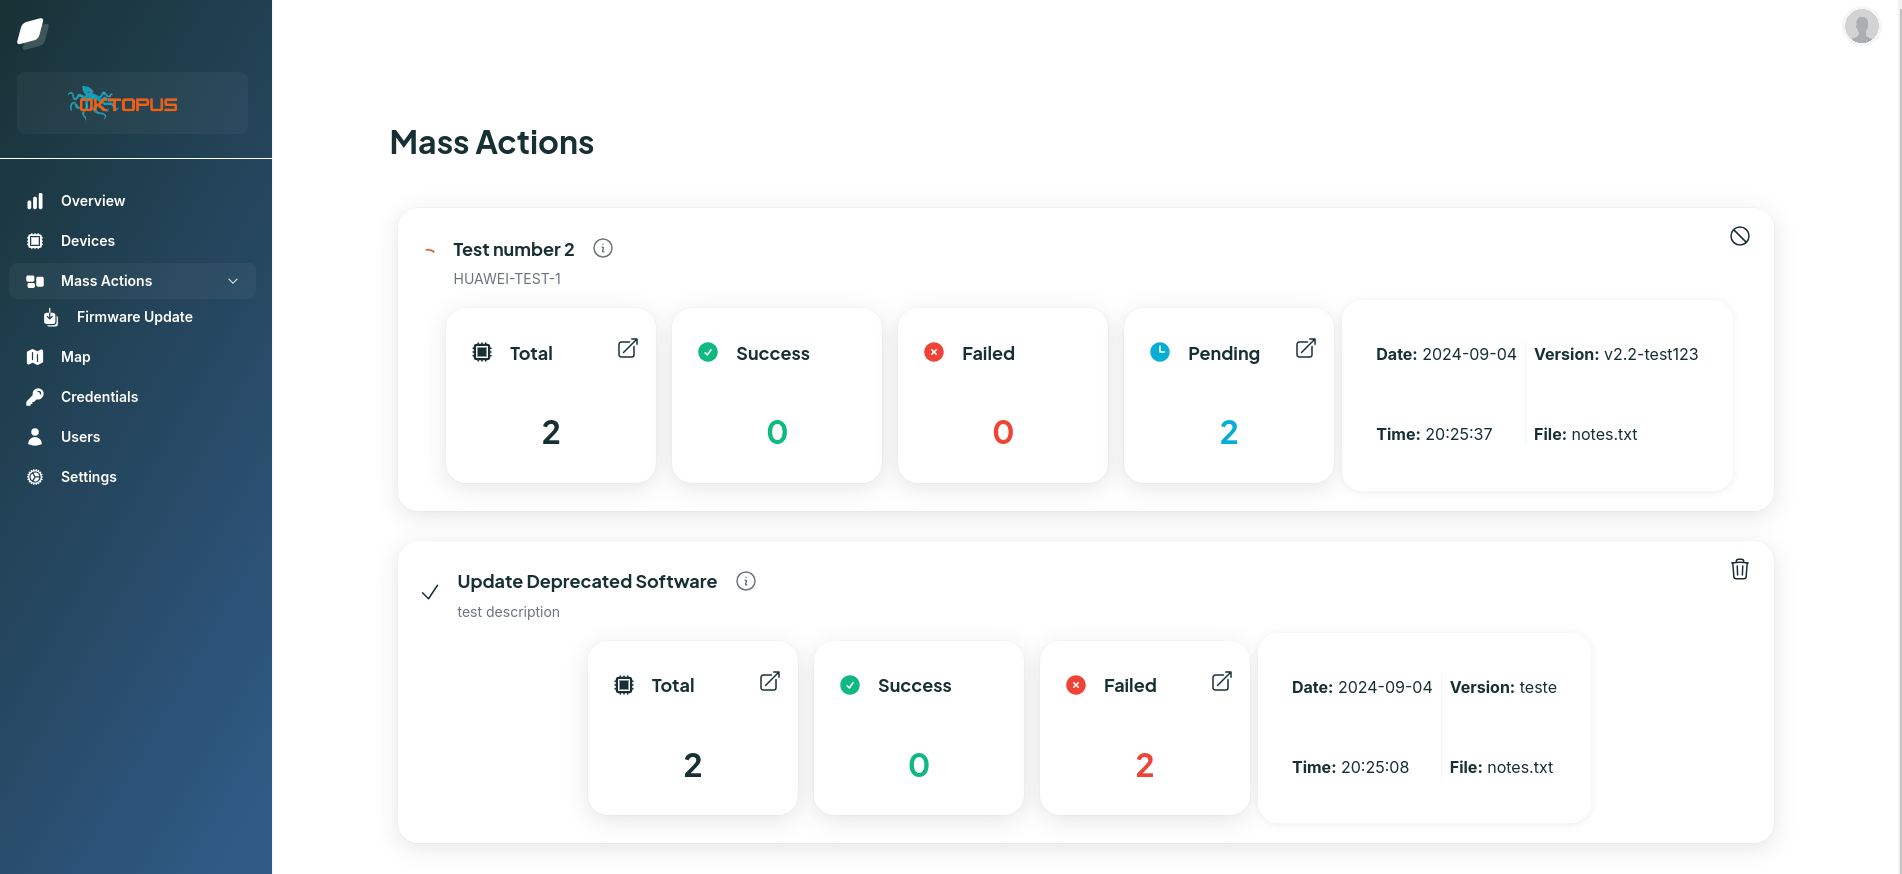 OKTOPUS
Overview
Devices
Mass Actions
Firmware Update
Map
Credentials
Users
Settings
Mass Actions
Test number 2
HUAWEI-TEST-1
Total
2
Success
0
Failed
0
Pending
2
Date: 2024-09-04 Version: v2.2-test123
Time: 20:25:37 File: notes.txt
Update Deprecated Software
test description
Total
2
Success
0
Failed
2
Date: 2024-09-04 Version: teste
Time: 20:25:08 File: notes.txt